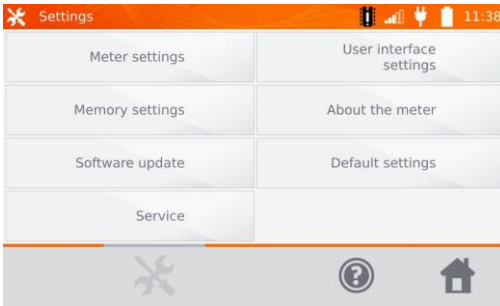 Settings
11:38
Meter settings
User interface
settings
Memory settings
About the meter
Software update
Default settings
Service
?